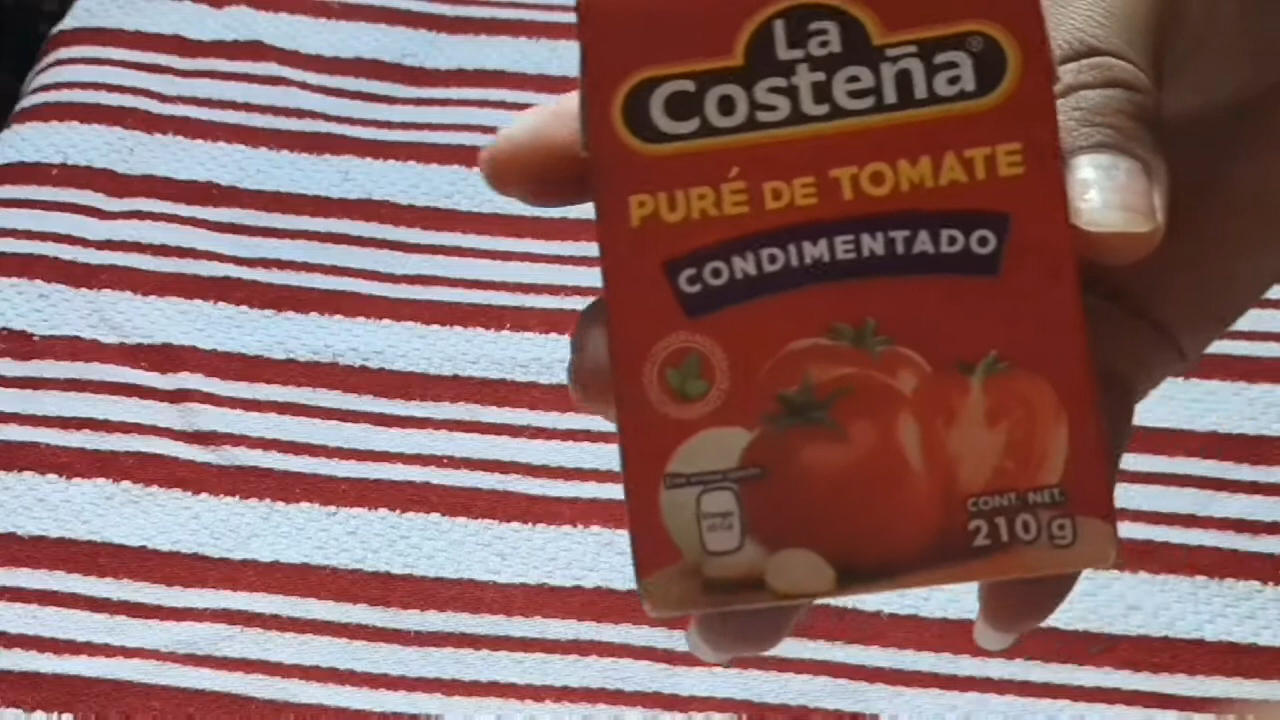 La
Costeña®
PURÉ DE TOMATE
CONDIMENTADO
CONT. NET.
210 g